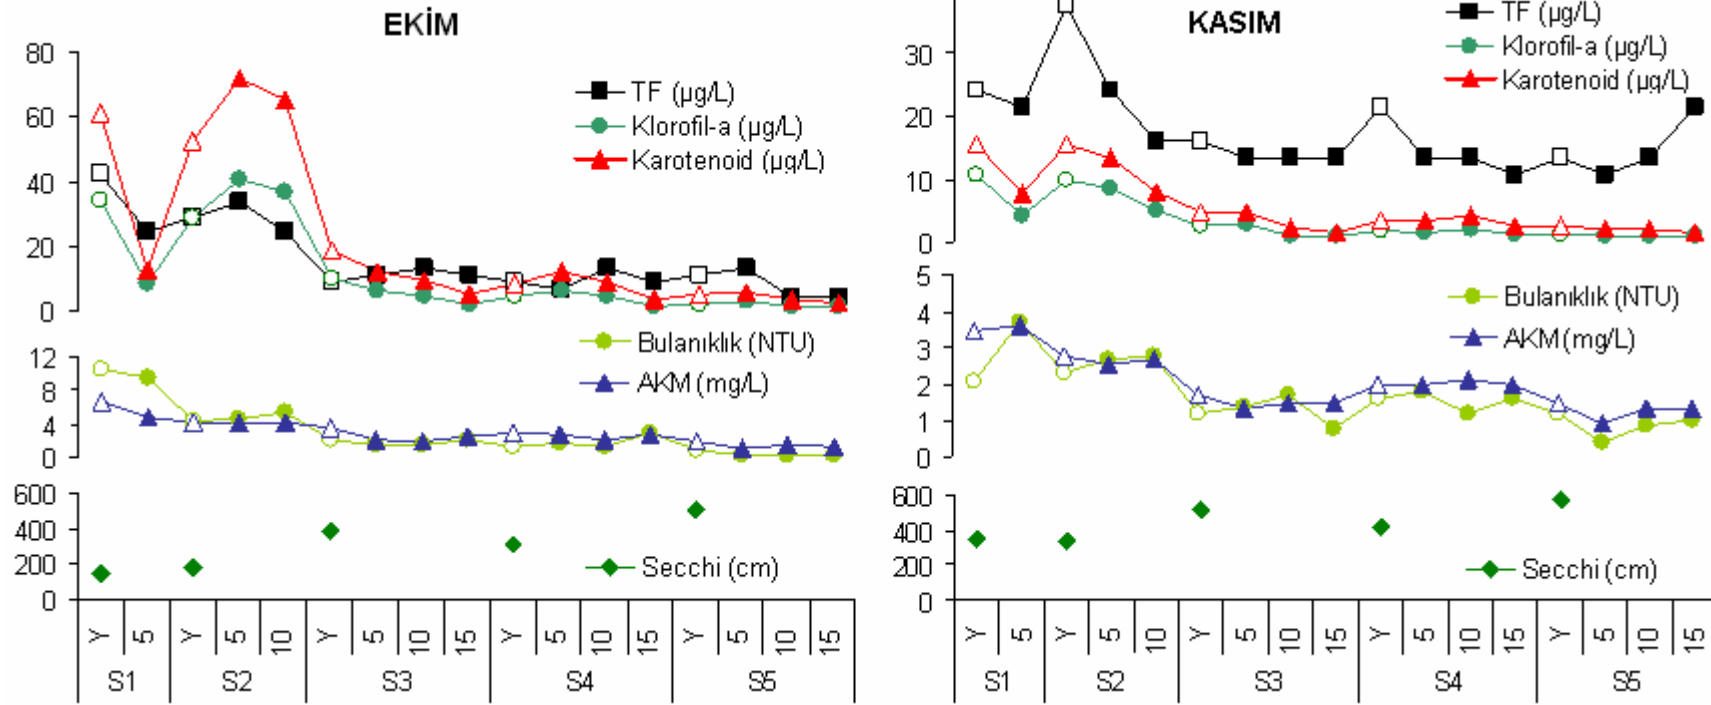 EKİM
80
60
40
20
0
TF (µg/L)
Klorofil-a (µg/L)
Karotenoid (µg/L)
12
8
4
0
Bulanıklık (NTU)
AKM (mg/L)
600
400
200
0
Secchi (cm)
Y 5 Y 5 10 Y 5 10 15 Y 5 10 15 Y 5 10 15
S1 S2 S3 S4 S5
KASIM
30
20
10
0
TF (µg/L)
Klorofil-a (µg/L)
Karotenoid (µg/L)
5
4
3
2
1
0
Bulanıklık (NTU)
AKM (mg/L)
600
400
200
0
Secchi (cm)
Y 5 Y 5 10 Y 5 10 15 Y 5 10 15 Y 5 10 15
S1 S2 S3 S4 S5